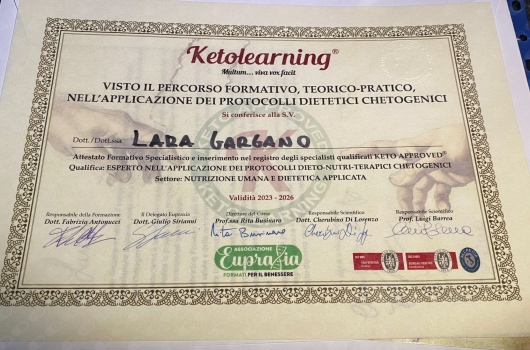 Ketolearning®
Multum... viva vox facit
VISTO IL PERCORSO FORMATIVO, TEORICO-PRATICO,
NELL'APPLICAZIONE DEI PROTOCOLLI DIETETICI CHETOGENICI
Si conferisce alla S.V.
Dott. /Dott.ssa LARA GARGANO
Attestato Formativo Specialistico e inserimento nel registro degli specialisti qualificati KETO APPROVED®
Qualifica: ESPERTO NELL'APPLICAZIONE DEI PROTOCOLLI DIETO-NUTRI-TERAPICI CHETOGENICI
Settore: NUTRIZIONE UMANA E DIETETICA APPLICATA
Validità 2023 - 2026
Responsabile della Formazione Il Delegato Euprazia Direttore del Corso Responsabile Scientifico Responsabile Scientifico
Dott. Fabrizio Antonucci Dott. Giulio Sirianni Prof.ssa Rita Businaro Dott. Cherubino Di Lorenzo Prof. Luigi Barrea
ASSOCIAZIONE
Euprazia
FORMATI PER IL BENESSERE